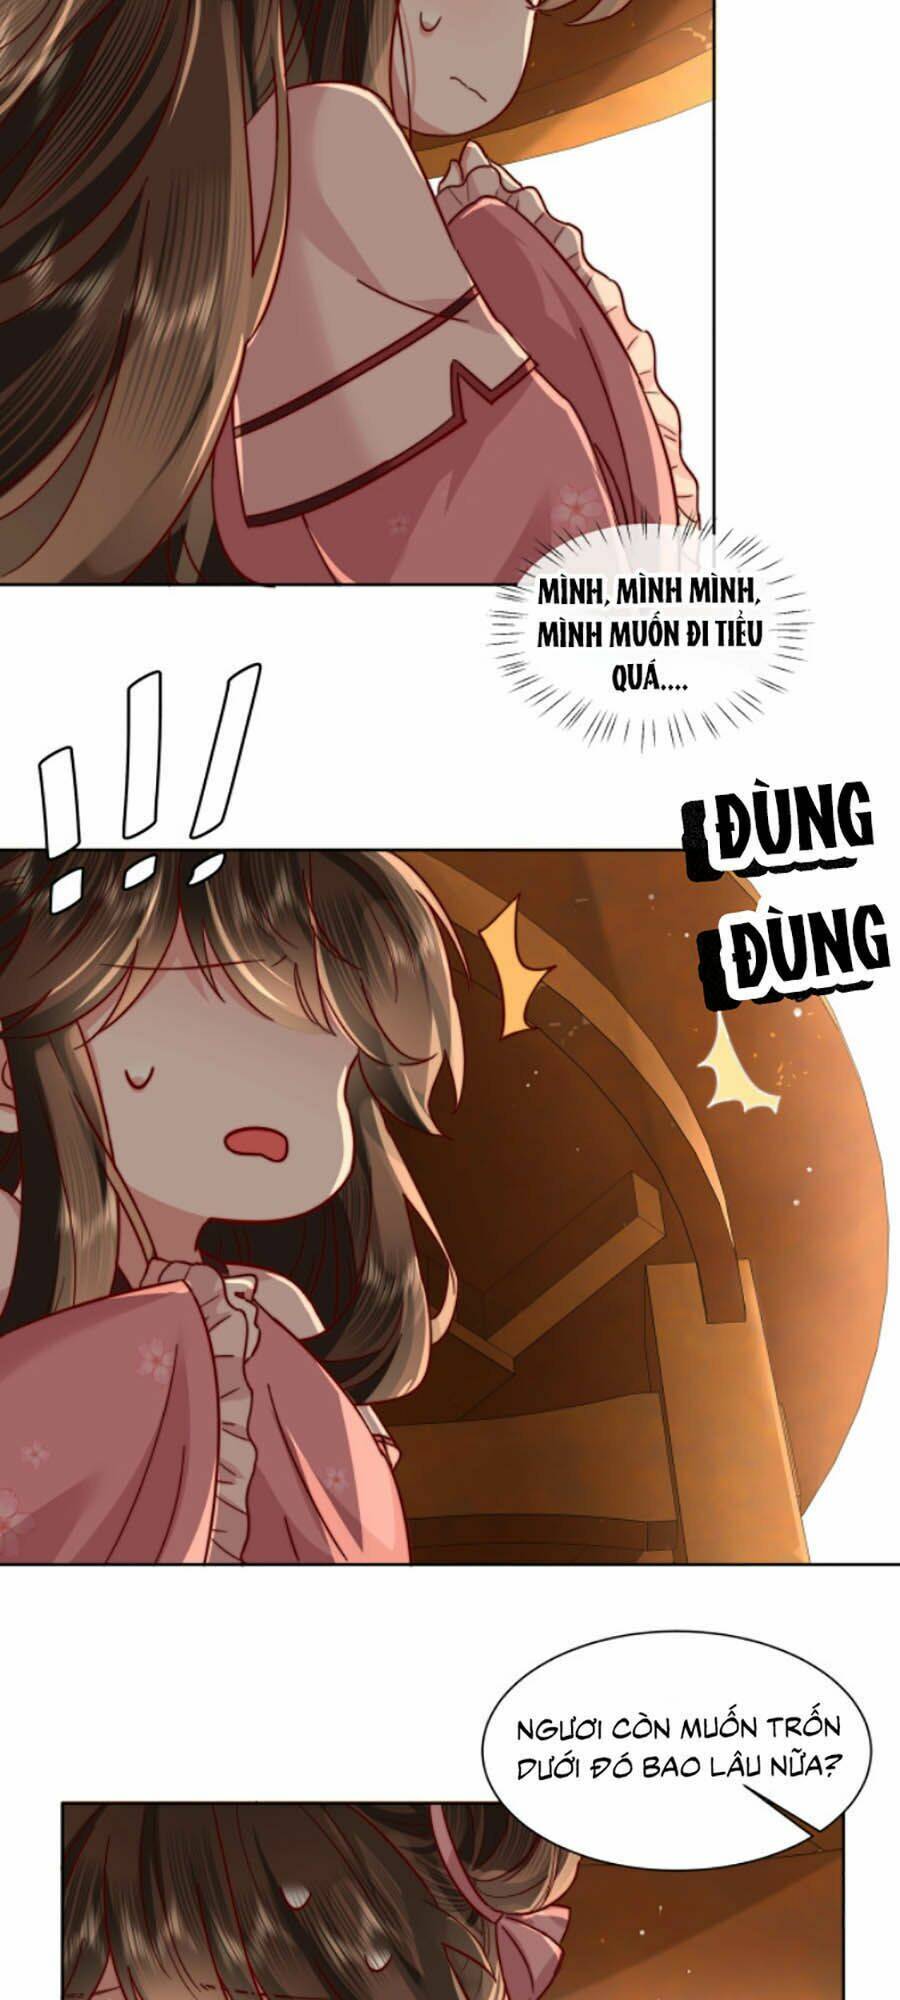 MÌNH, MÌNH MÌNH,
MÌNH MUỐN ĐI TIỂU
QUÁ....
ĐÙNG
ĐÙNG
NGƯƠI CÒN MUỐN TRỐN
DƯỚI ĐÓ BAO LÂU NỮA?